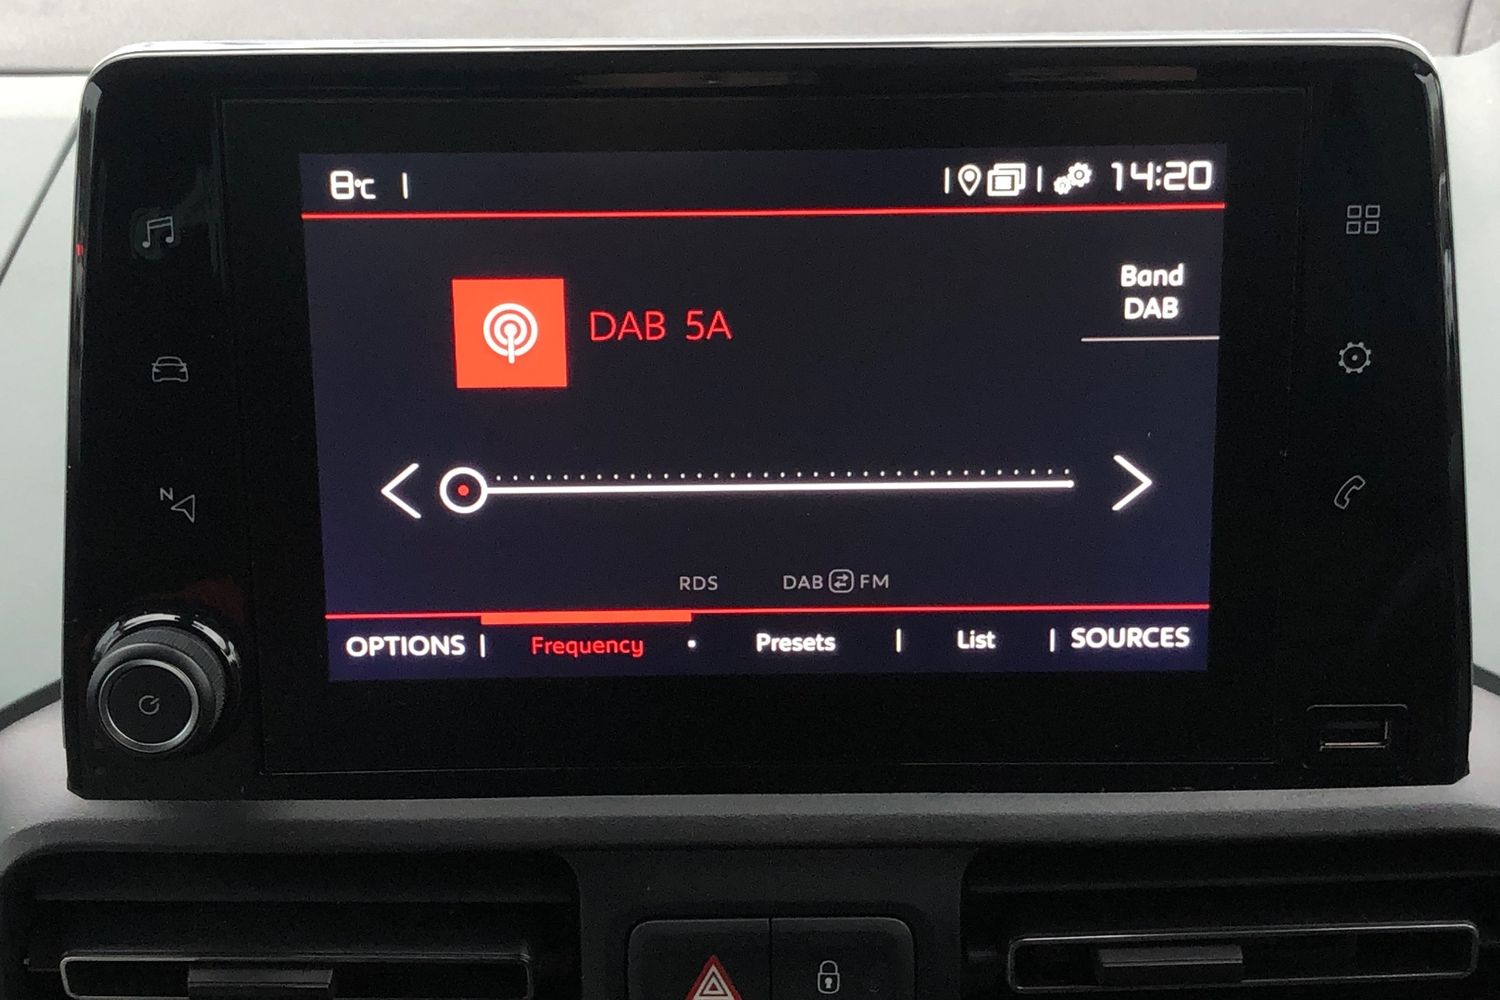 8°C
14:20
Band
DAB
DAB 5A
N
RDS DAB FM
OPTIONS Frequency Presets List SOURCES